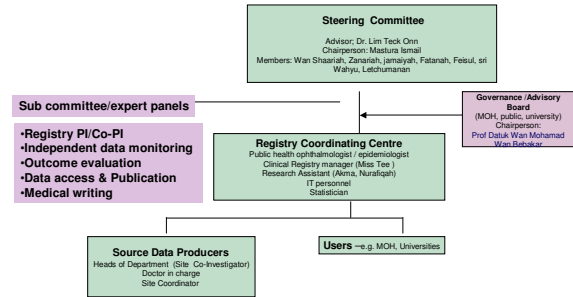 Steering Committee
Advisor; Dr. Lim Teck Onn
Chairperson: Mastura Ismail
Members: Wan Shaariah, Zanariah, jamaiyah, Fatanah, Feisul, sri
Wahyu, Letchumanan
Sub committee/expert panels
•Registry PI/Co-PI
•Independent data monitoring
•Outcome evaluation
•Data access & Publication
•Medical writing
Governance /Advisory
Board
(MOH, public, university)
Chairperson:
Prof Datuk Wan Mohamad
Wan Bebakar
Registry Coordinating Centre
Public health ophthalmologist / epidemiologist
Clinical Registry manager (Miss Tee )
Research Assistant (Akma, Nurafiqah)
IT personnel
Statistician
Source Data Producers
Heads of Department (Site Co-Investigator)
Doctor in charge
Site Coordinator
Users –e.g. MOH, Universities